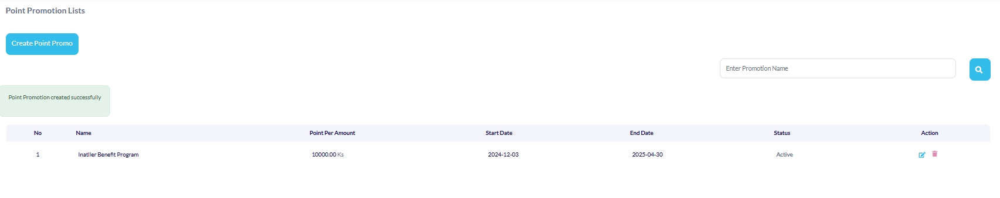 Point Promotion Lists
Create Point Promo
Enter Promotion Name
Point Promotion created successfully
No Name Point Per Amount Start Date End Date Status Action
1 Inatller Benefit Program 10000.00 Ks 2024-12-03 2025-04-30 Active